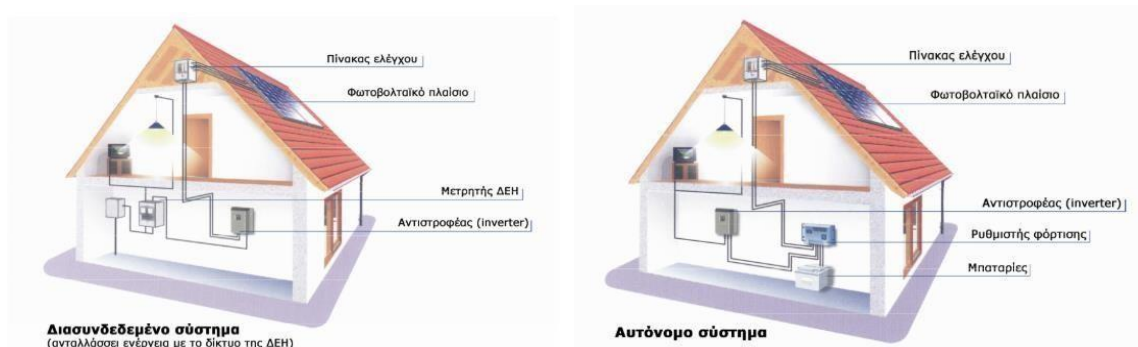 Πίνακας ελέγχου
Φωτοβολταϊκό πλαίσιο
Μετρητής ΔΕΗ
Αντιστροφέας (inverter)
Διασυνδεδεμένο σύστημα
(ανταλλάσσει ενέργεια με το δίκτυο της ΔΕΗ)
Πίνακας ελέγχου
Φωτοβολταϊκό πλαίσιο
Αντιστροφέας (inverter)
Ρυθμιστής φόρτισης
Μπαταρίες
Αυτόνομο σύστημα